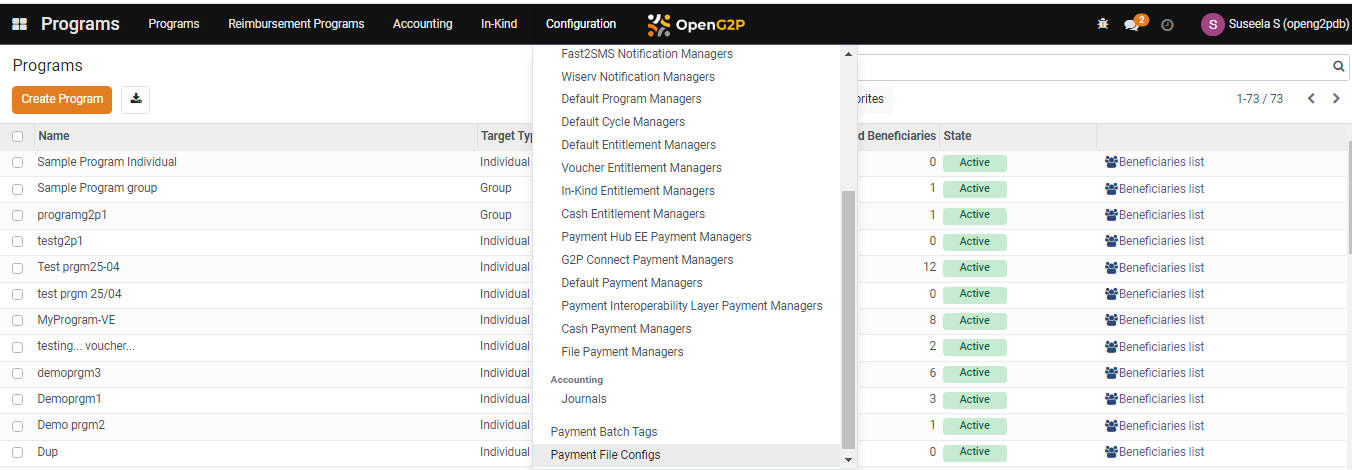 Programs Programs Reimbursement Programs Accounting In-Kind Configuration OpenG2P 2 S Suseela S (openg2pdb)
Programs
Create Program
orites 1-73 / 73
Fast2SMS Notification Managers
Wiserv Notification Managers
Default Program Managers
Default Cycle Managers
Default Entitlement Managers
Voucher Entitlement Managers
In-Kind Entitlement Managers
Cash Entitlement Managers
Payment Hub EE Payment Managers
G2P Connect Payment Managers
Default Payment Managers
Payment Interoperability Layer Payment Managers
Cash Payment Managers
File Payment Managers
Accounting
Journals
Payment Batch Tags
Payment File Configs
Name Target Typ d Beneficiaries State
Sample Program Individual Individual 0 Active Beneficiaries list
Sample Program group Group 1 Active Beneficiaries list
programg2p1 Group 1 Active Beneficiaries list
testg2p1 Individual 0 Active Beneficiaries list
Test prgm25-04 Individual 12 Active Beneficiaries list
test prgm 25/04 Individual 0 Active Beneficiaries list
MyProgram-VE Individual 8 Active Beneficiaries list
testing... voucher... Individual 2 Active Beneficiaries list
demoprgm3 Individual 6 Active Beneficiaries list
Demoprgm1 Individual 3 Active Beneficiaries list
Demo prgm2 Individual 1 Active Beneficiaries list
Dup Individual 0 Active Beneficiaries list